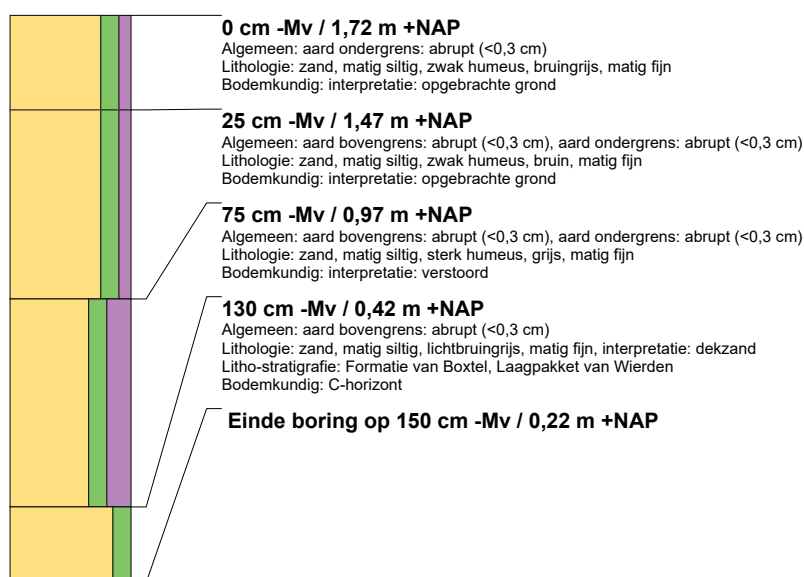 0 cm -Mv / 1,72 m +NAP
Algemeen: aard ondergrens: abrupt (<0,3 cm)
Lithologie: zand, matig siltig, zwak humeus, bruingrijs, matig fijn
Bodemkundig: interpretatie: opgebrachte grond
25 cm -Mv / 1,47 m +NAP
Algemeen: aard bovengrens: abrupt (<0,3 cm), aard ondergrens: abrupt (<0,3 cm)
Lithologie: zand, matig siltig, zwak humeus, bruin, matig fijn
Bodemkundig: interpretatie: opgebrachte grond
75 cm -Mv / 0,97 m +NAP
Algemeen: aard bovengrens: abrupt (<0,3 cm), aard ondergrens: abrupt (<0,3 cm)
Lithologie: zand, matig siltig, sterk humeus, grijs, matig fijn
Bodemkundig: interpretatie: verstoord
130 cm -Mv / 0,42 m +NAP
Algemeen: aard bovengrens: abrupt (<0,3 cm)
Lithologie: zand, matig siltig, lichtbruingrijs, matig fijn, interpretatie: dekzand
Litho-stratigrafie: Formatie van Boxtel, Laagpakket van Wierden
Bodemkundig: C-horizont
Einde boring op 150 cm -Mv / 0,22 m +NAP